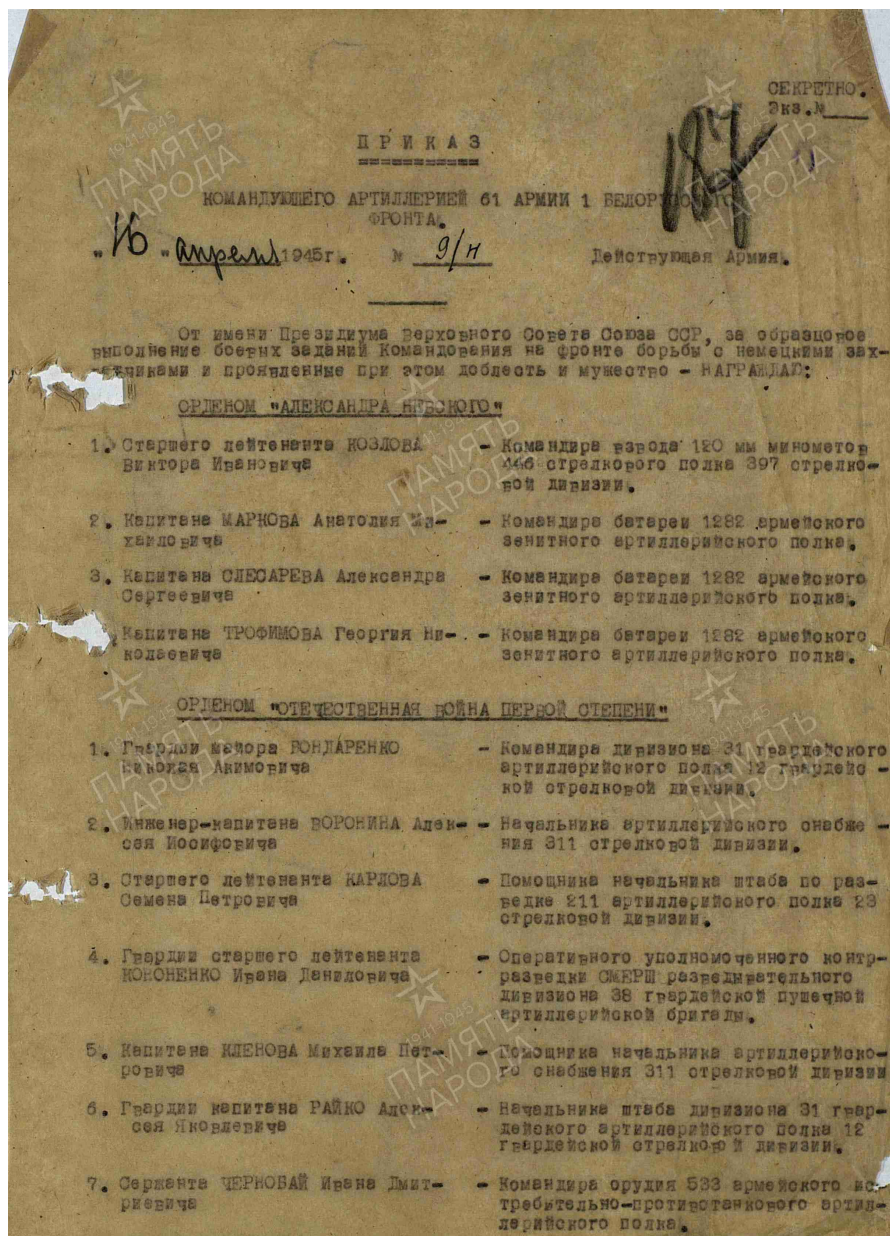 СЕКРЕТНО.
Экз.№
187
ПРИКАЗ
КОМАНДУЮЩЕГО АРТИЛЛЕРИЕЙ 61 АРМИИ 1 БЕЛОРУССКОГО
ФРОНТА.
"16" апреля 1945г. № 9/н Действующая Армия.
От имени Президиума Верховного Совета Союза ССР, за образцовое
выполнение боевых заданий Командования на фронте борьбы с немецкими зах-
ватчиками и проявленные при этом доблесть и мужество - НАГРАЖДАЮ:
ОРДЕНОМ "АЛЕКСАНДРА НЕВСКОГО"
1. Старшего лейтенанта КОЗЛОВА - Командира взвода 120 мм минометов
Виктора Ивановича 446 стрелкового полка 397 стрелко-
вой дивизии.
2. Капитана МАРКОВА Анатолия Ми- - Командира батареи 1282 армейского
хаиловича зенитного артиллерийского полка.
3. Капитана СЛЕСАРЕВА Александра - Командира батареи 1282 армейского
Сергеевича зенитного артиллерийского полка.
Капитана ТРОФИМОВА Георгия Ни- - Командира батареи 1282 армейского
колаевича зенитного артиллерийского полка.
ОРДЕНОМ "ОТЕЧЕСТВЕННАЯ ВОЙНА ПЕРВОЙ СТЕПЕНИ"
1. Гвардии майора БОНДАРЕНКО - Командира дивизиона 31 гвардейского
Николая Акимовича артиллерийского полка 12 гвардейс -
кой стрелковой дивизии.
2. Инженер-капитана ВОРОНИНА Алек- - Начальника артиллерийского снабже -
сея Иосифовича ния 311 стрелковой дивизии.
3. Старшего лейтенанта КАРЛОВА - Помощника начальника штаба по раз-
Семена Петровича ведке 211 артиллерийского полка 23
стрелковой дивизии.
4. Гвардии старшего лейтенанта - Оперативного уполномоченного контр-
КОНОНЕНКО Ивана Даниловича разведки СМЕРШ разведывательного
дивизиона 38 гвардейской пушечной
артиллерийской бригады.
5. Капитана КЛЕНОВА Михаила Пет- - Помощника начальника артиллерийско-
ровича го снабжения 311 стрелковой дивизии
6. Гвардии капитана РАЙКО Алек- - Начальника штаба дивизиона 31 гвар-
сея Яковлевича дейского артиллерийского полка 12
гвардейской стрелковой дивизии.
7. Сержанта ЧЕРНОБАЙ Ивана Дмит- - Командира орудия 533 армейского ис-
риевича требительно-противотанкового артил-
лерийского полка.
1941-1945
ПАМЯТЬ
НАРОДА